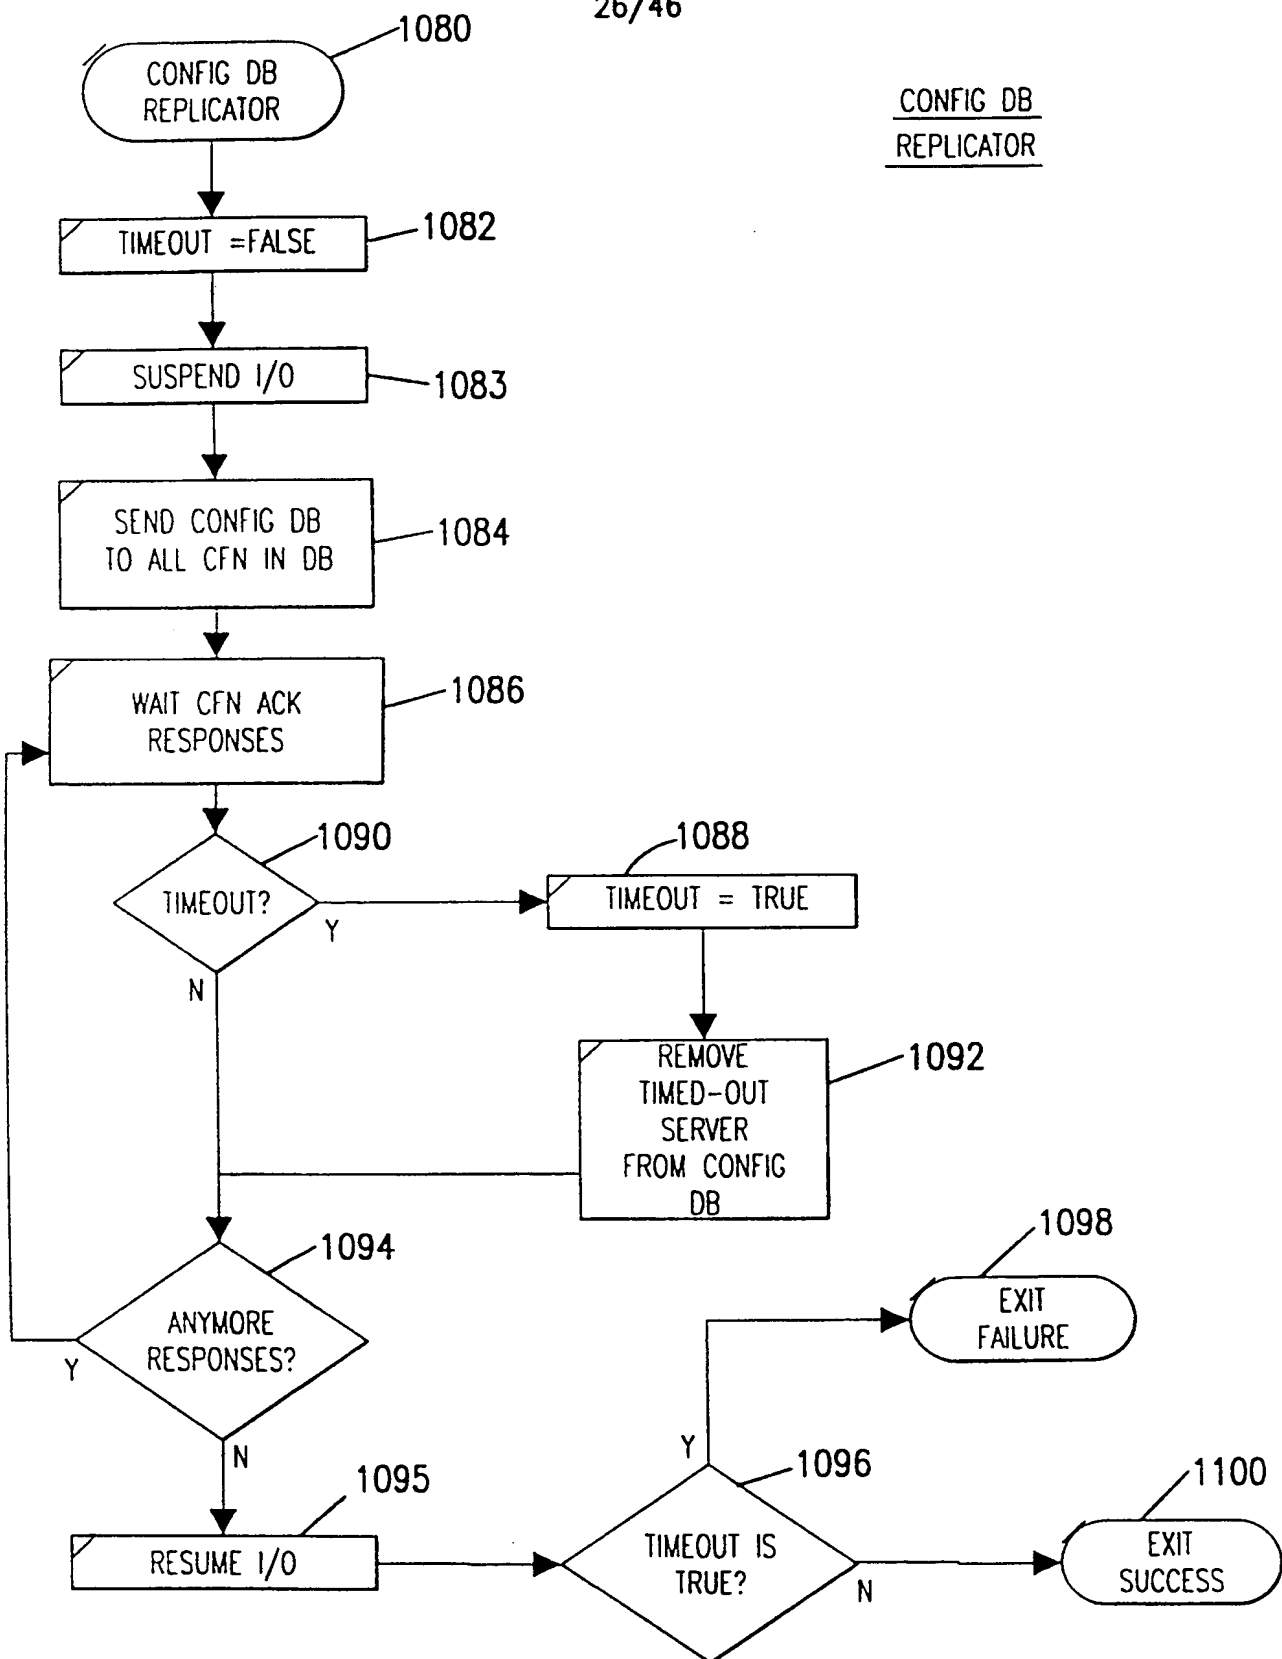 26/46
CONFIG DB
REPLICATOR
1080
CONFIG DB
REPLICATOR
TIMEOUT =FALSE
1082
SUSPEND I/O
1083
SEND CONFIG DB
TO ALL CFN IN DB
1084
WAIT CFN ACK
RESPONSES
1086
TIMEOUT?
1090
Y
N
TIMEOUT = TRUE
1088
REMOVE
TIMED-OUT
SERVER
FROM CONFIG
DB
1092
ANYMORE
RESPONSES?
1094
Y
N
RESUME I/O
1095
TIMEOUT IS
TRUE?
1096
Y
N
EXIT
FAILURE
1098
EXIT
SUCCESS
1100